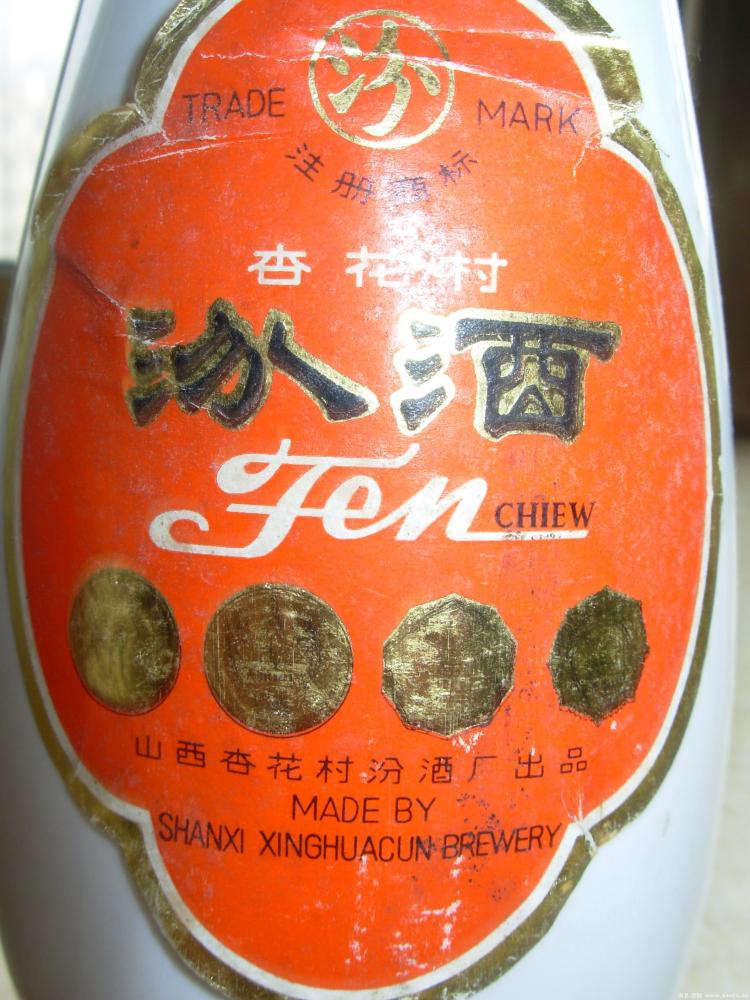 汾
TRADE MARK
注册商标
杏花村
汾酒
Fen CHIEW
山西杏花村汾酒厂出品
MADE BY
SHANXI XINGHUACUN BREWERY